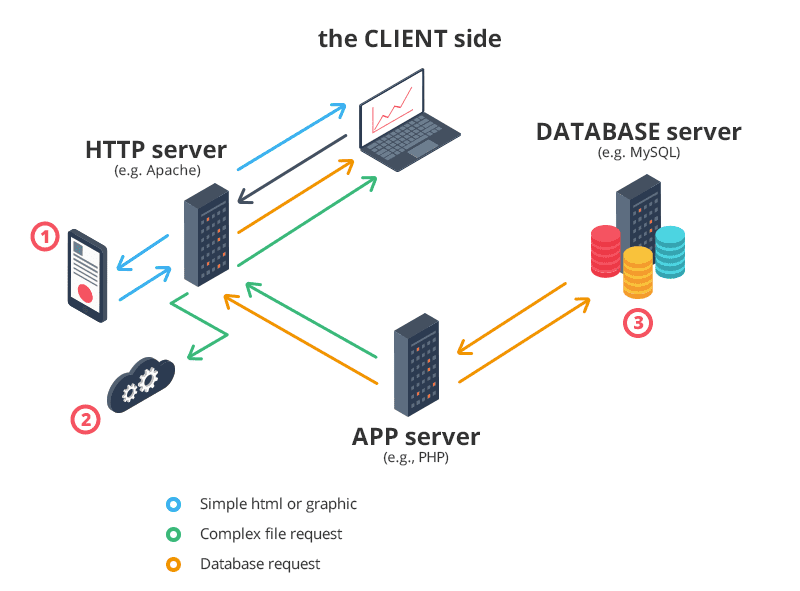 the CLIENT side
HTTP server
(e.g. Apache)
DATABASE server
(e.g. MySQL)
1
2
3
APP server
(e.g., PHP)
Simple html or graphic
Complex file request
Database request